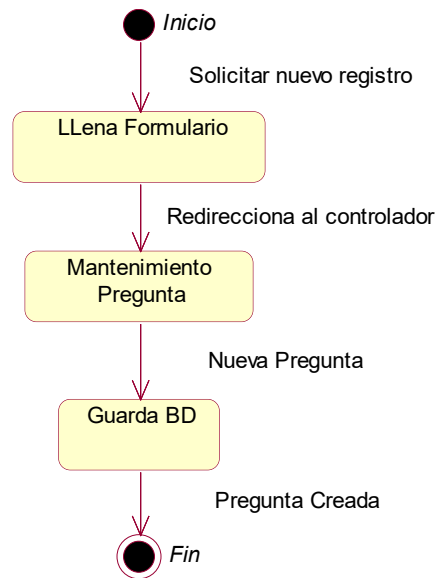 Inicio
Solicitar nuevo registro
LLena Formulario
Redirecciona al controlador
Mantenimiento
Pregunta
Nueva Pregunta
Guarda BD
Pregunta Creada
Fin